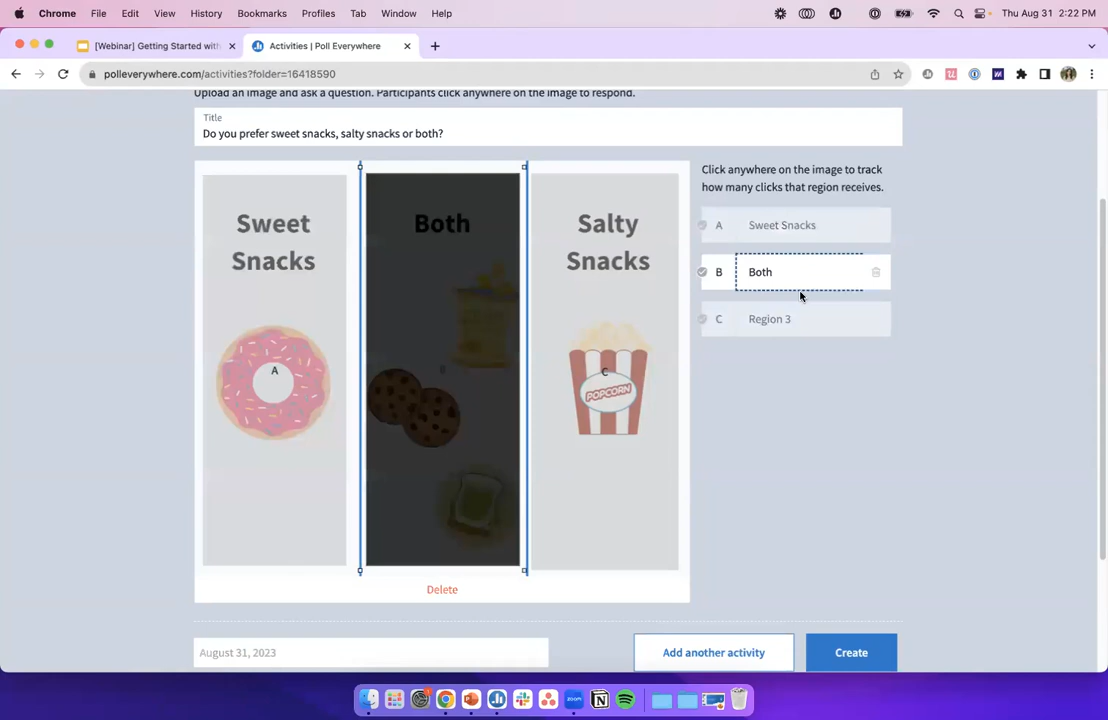 Chrome File Edit View History Bookmarks Profiles Tab Window Help Thu Aug 31 2:22 PM
[Webinar] Getting Started with Activities | Poll Everywhere
polleverywhere.com/activities?folder=16418590
Upload an image and ask a question. Participants click anywhere on the image to respond.
Title
Do you prefer sweet snacks, salty snacks or both?
Sweet
Snacks
A
Both
Salty
Snacks
C
POPCORN
Delete
Click anywhere on the image to track
how many clicks that region receives.
A Sweet Snacks
B Both
C Region 3
August 31, 2023
Add another activity
Create